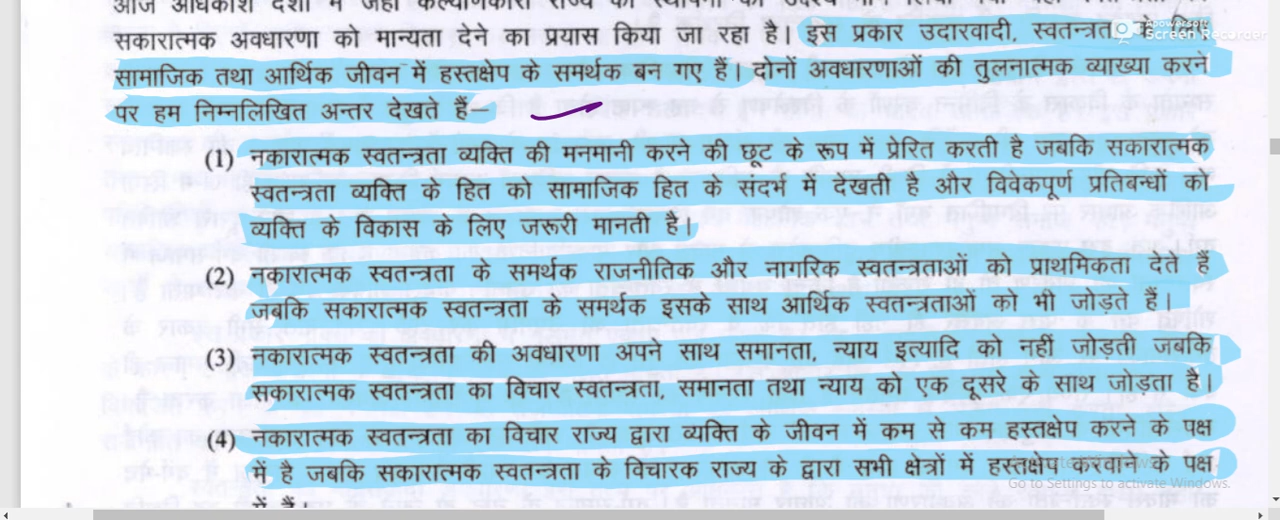 सकारात्मक अवधारणा को मान्यता देने का प्रयास किया जा रहा है। इस प्रकार उदारवादी, स्वतन्त्रता
सामाजिक तथा आर्थिक जीवन में हस्तक्षेप के समर्थक बन गए हैं। दोनों अवधारणाओं की तुलनात्मक व्याख्या करने
पर हम निम्नलिखित अन्तर देखते हैं—
(1) नकारात्मक स्वतन्त्रता व्यक्ति की मनमानी करने की छूट के रूप में प्रेरित करती है जबकि सकारात्मक
स्वतन्त्रता व्यक्ति के हित को सामाजिक हित के संदर्भ में देखती है और विवेकपूर्ण प्रतिबन्धों को
व्यक्ति के विकास के लिए जरूरी मानती है।
(2) नकारात्मक स्वतन्त्रता के समर्थक राजनीतिक और नागरिक स्वतन्त्रताओं को प्राथमिकता देते हैं
जबकि सकारात्मक स्वतन्त्रता के समर्थक इसके साथ आर्थिक स्वतन्त्रताओं को भी जोड़ते हैं।
(3) नकारात्मक स्वतन्त्रता की अवधारणा अपने साथ समानता, न्याय इत्यादि को नहीं जोड़ती जबकि
सकारात्मक स्वतन्त्रता का विचार स्वतन्त्रता, समानता तथा न्याय को एक दूसरे के साथ जोड़ता है।
(4) नकारात्मक स्वतन्त्रता का विचार राज्य द्वारा व्यक्ति के जीवन में कम से कम हस्तक्षेप करने के पक्ष
में है जबकि सकारात्मक स्वतन्त्रता के विचारक राज्य के द्वारा सभी क्षेत्रों में हस्तक्षेप करवाने के पक्ष
Screen Recorder
Go to Settings to activate Windows.